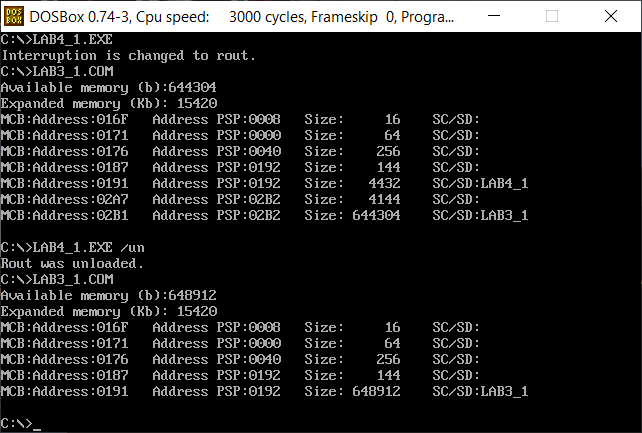 DOS
BOX
DOSBox 0.74-3, Cpu speed:    3000 cycles, Frameskip  0, Progra...
C:\>LAB4_1.EXE
Interruption is changed to rout.
C:\>LAB3_1.COM
Available memory (b):644304
Expanded memory (Kb): 15420
MCB:Address:016F   Address PSP:0008   Size:     16    SC/SD:
MCB:Address:0171   Address PSP:0000   Size:     64    SC/SD:
MCB:Address:0176   Address PSP:0040   Size:    256    SC/SD:
MCB:Address:0187   Address PSP:0192   Size:    144    SC/SD:
MCB:Address:0191   Address PSP:0192   Size:   4432    SC/SD:LAB4_1
MCB:Address:02A7   Address PSP:02B2   Size:   4144    SC/SD:
MCB:Address:02B1   Address PSP:02B2   Size: 644304    SC/SD:LAB3_1
C:\>LAB4_1.EXE /un
Rout was unloaded.
C:\>LAB3_1.COM
Available memory (b):648912
Expanded memory (Kb): 15420
MCB:Address:016F   Address PSP:0008   Size:     16    SC/SD:
MCB:Address:0171   Address PSP:0000   Size:     64    SC/SD:
MCB:Address:0176   Address PSP:0040   Size:    256    SC/SD:
MCB:Address:0187   Address PSP:0192   Size:    144    SC/SD:
MCB:Address:0191   Address PSP:0192   Size: 648912    SC/SD:LAB3_1
C:\>_